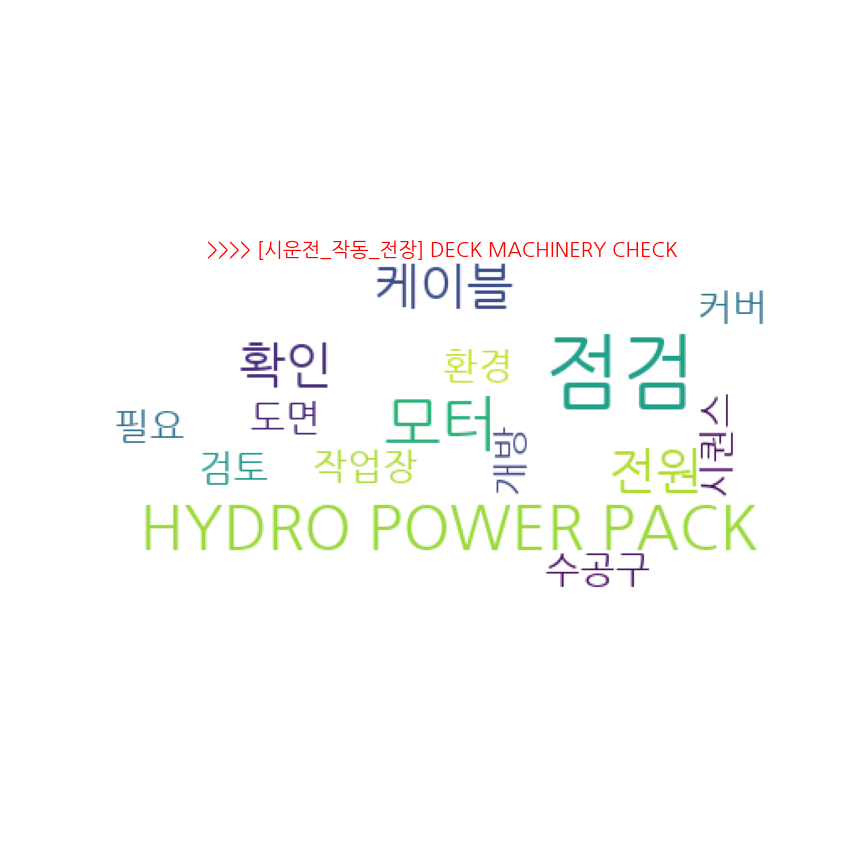 >>>> [시운전_작동_전장] DECK MACHINERY CHECK
케이블
커버
확인
환경
점검
필요
도면
모터
개방
시퀀스
검토
작업장
전원
HYDRO POWER PACK
수공구